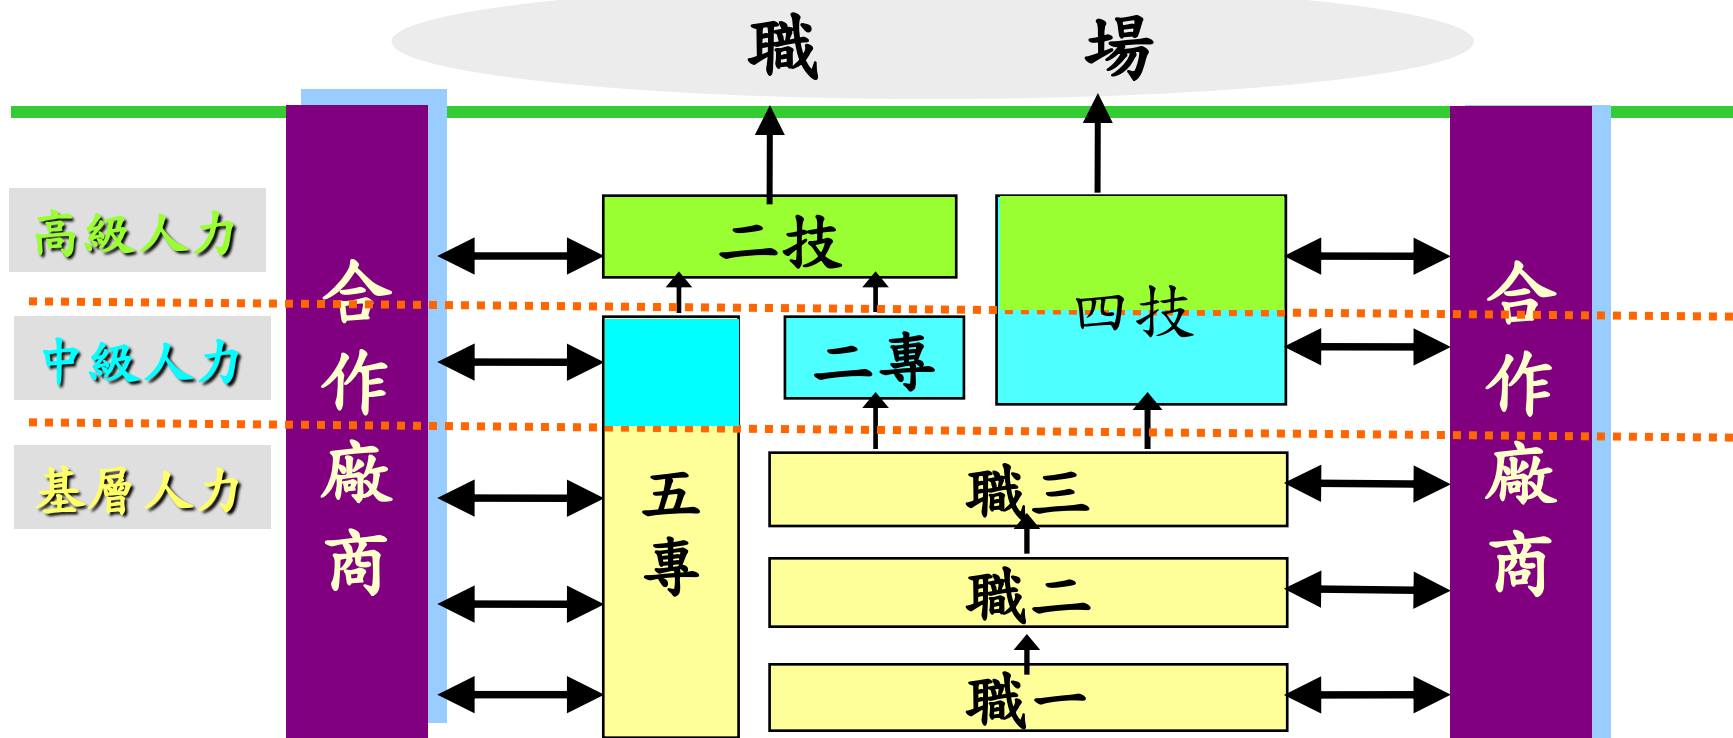 職 場
高級人力
中級人力
基層人力
合作廠商
二技
四技
二專
五專
職三
職二
職一
合作廠商